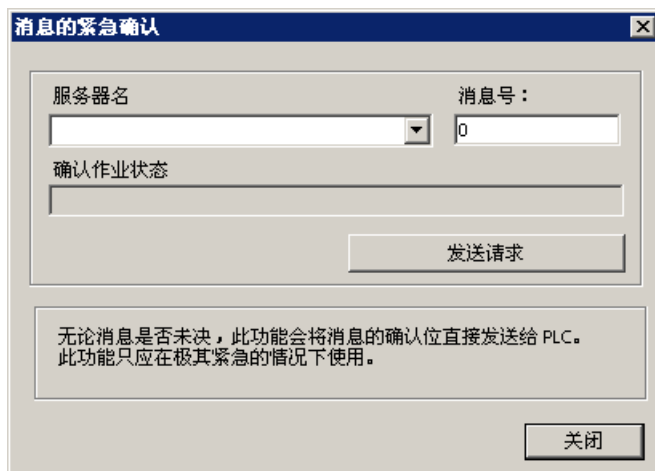 消息的紧急确认
服务器名
消息号：
0
确认作业状态
发送请求
无论消息是否未决，此功能会将消息的确认位直接发送给 PLC。
此功能只应在极其紧急的情况下使用。
关闭